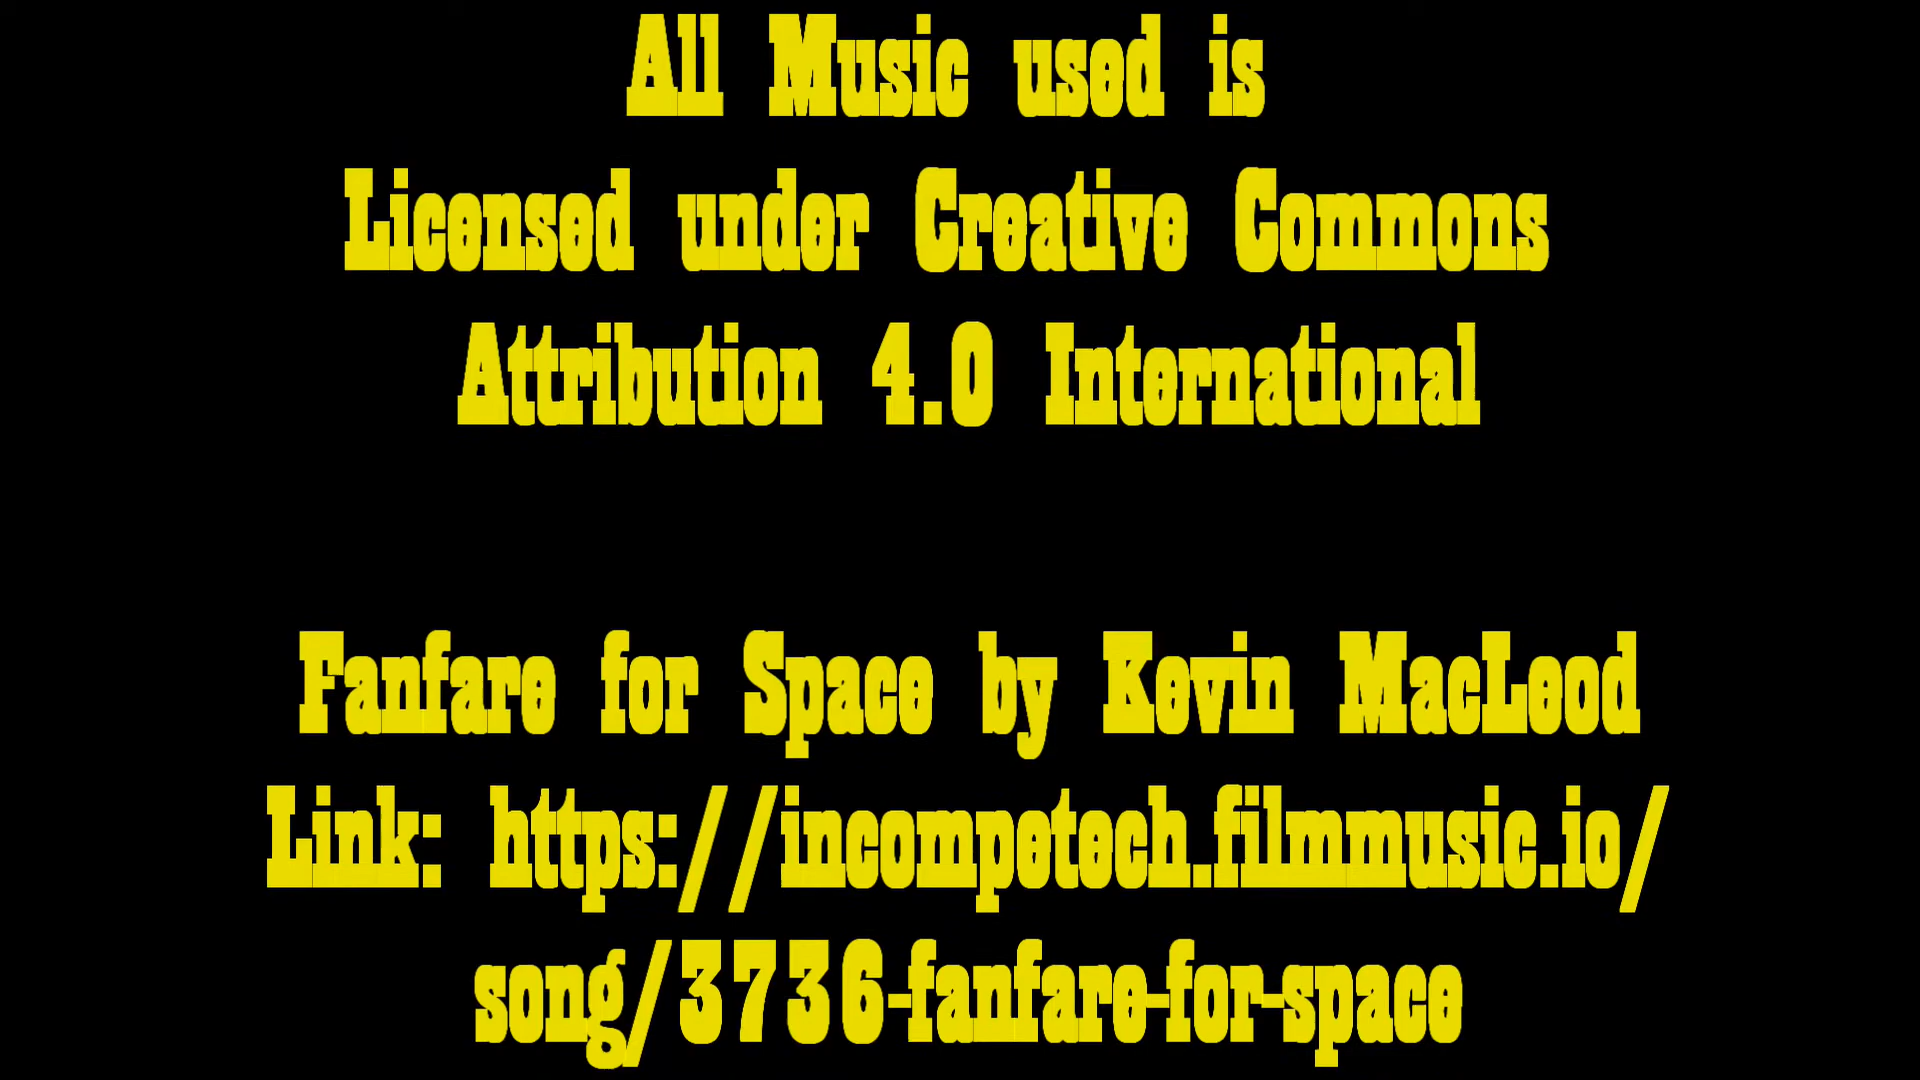 All Music used is
Licensed under Creative Commons
Attribution 4.0 International
Fanfare for Space by Kevin MacLeod
Link: https://incompetech.filmmusic.io/
song/3736-fanfare-for-space